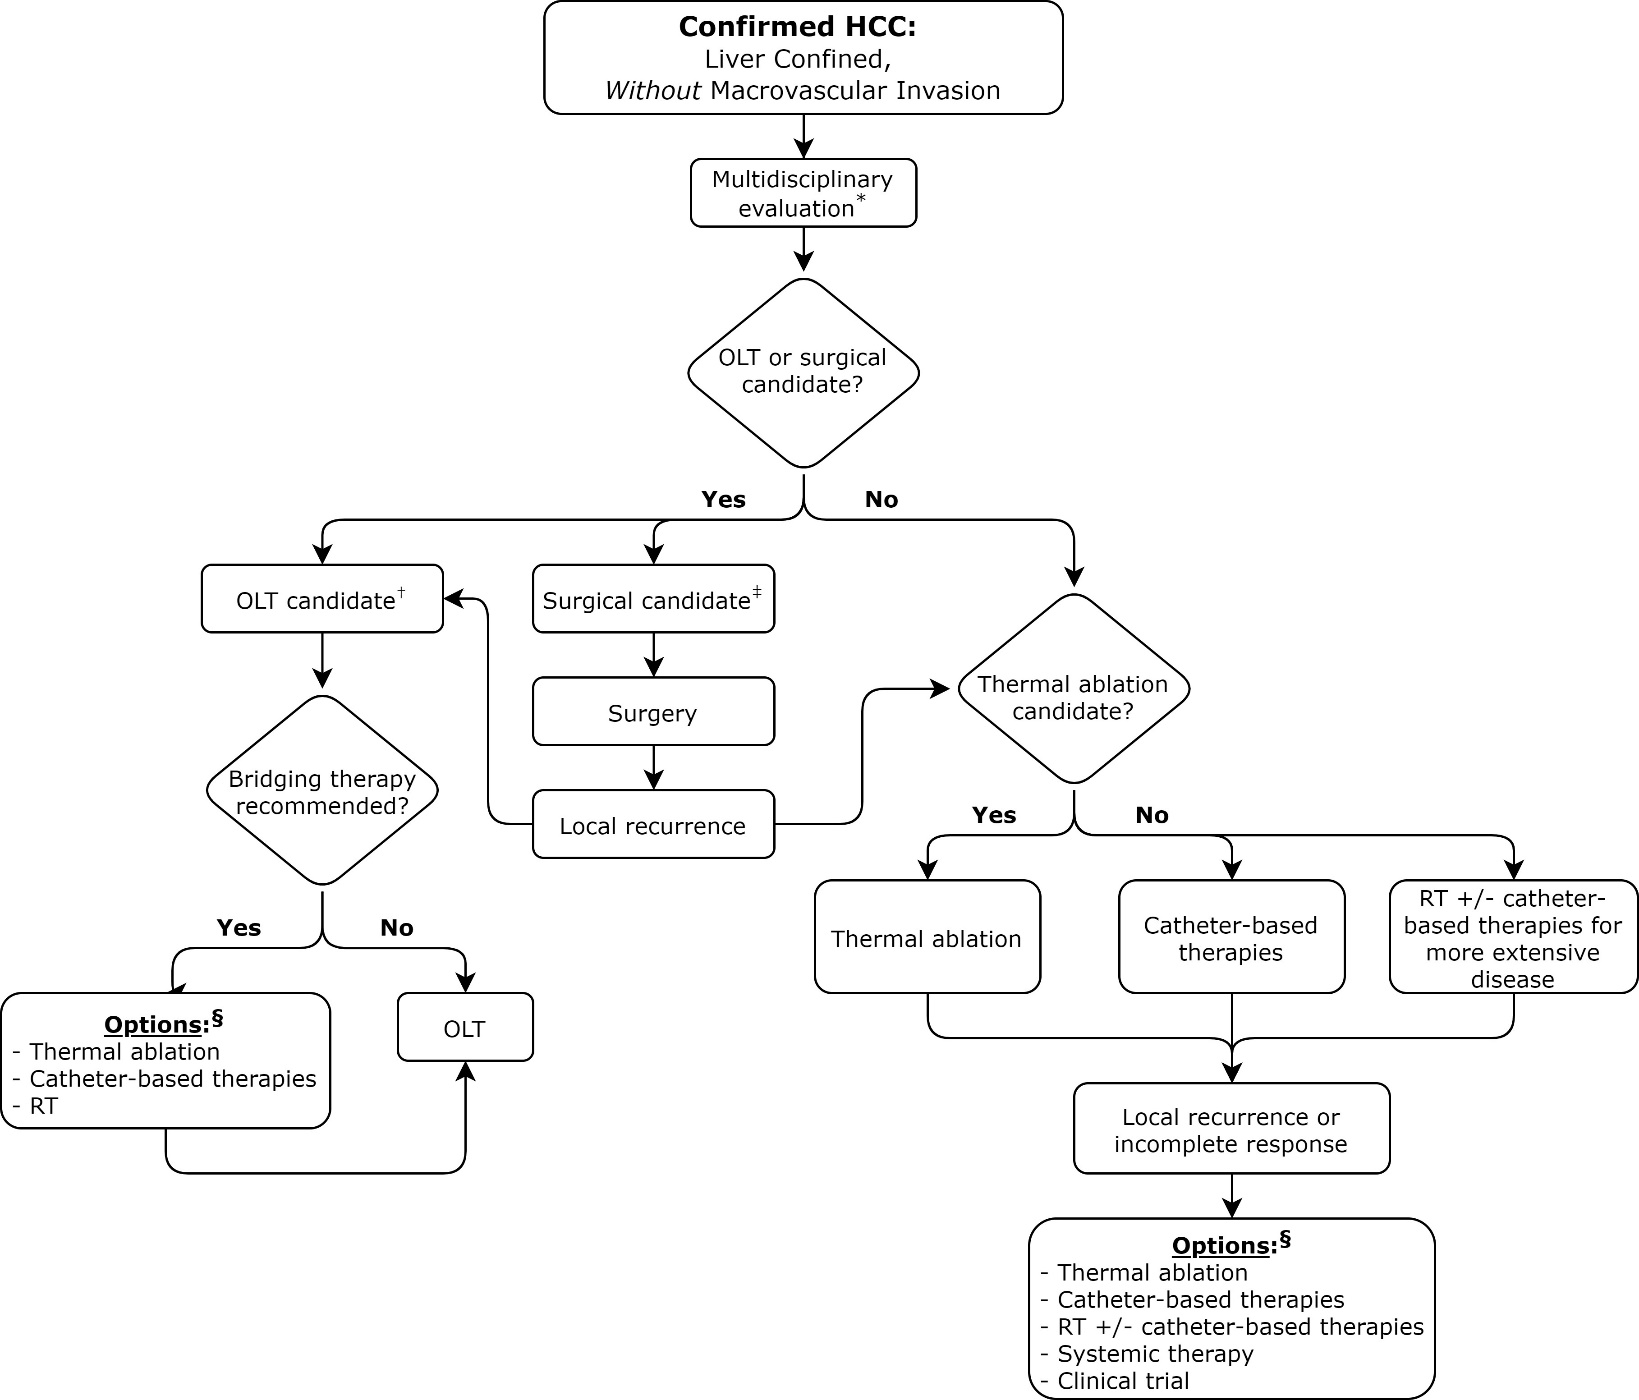 Confirmed HCC:
Liver Confined,
Without Macrovascular Invasion
Multidisciplinary
evaluation*
OLT or surgical
candidate?
Yes
No
OLT candidate†
Surgical candidate‡
Surgery
Local recurrence
Thermal ablation
candidate?
Bridging therapy
recommended?
Yes
No
Yes
No
Options:§
- Thermal ablation
- Catheter-based therapies
- RT
OLT
Thermal ablation
Catheter-based
therapies
RT +/- catheter-
based therapies for
more extensive
disease
Local recurrence or
incomplete response
Options:§
- Thermal ablation
- Catheter-based therapies
- RT +/- catheter-based therapies
- Systemic therapy
- Clinical trial